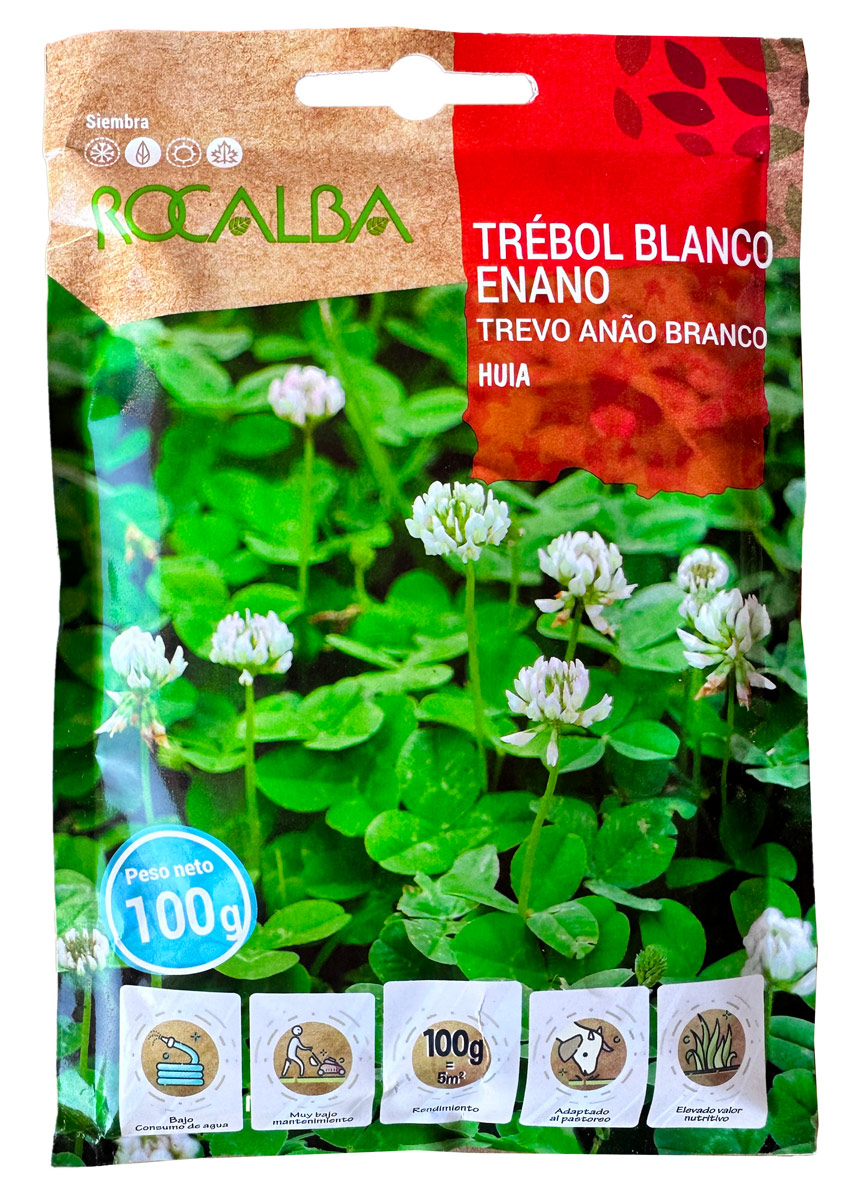 Siembra
ROCALBA
TRÉBOL BLANCO
ENANO
TREVO ANÃO BRANCO
HUIA
Peso neto
100g
Bajo
Consumo de agua
Muy bajo
mantenimiento
100g
=
5m²
Rendimiento
Adaptado
al pastoreo
Elevado valor
nutritivo